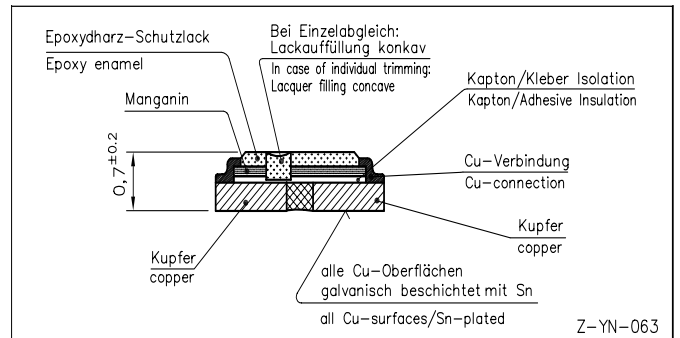 Epoxydharz-Schutzlack
Epoxy enamel
Bei Einzelabgleich:
Lackauffüllung konkav
In case of individual trimming:
Lacquer filling concave
Manganin
Kapton/Kleber Isolation
Kapton/Adhesive Insulation
0,7±0.2
Cu-Verbindung
Cu-connection
Kupfer
copper
Kupfer
copper
alle Cu-Oberflächen
galvanisch beschichtet mit Sn
all Cu-surfaces/Sn-plated
Z-YN-063